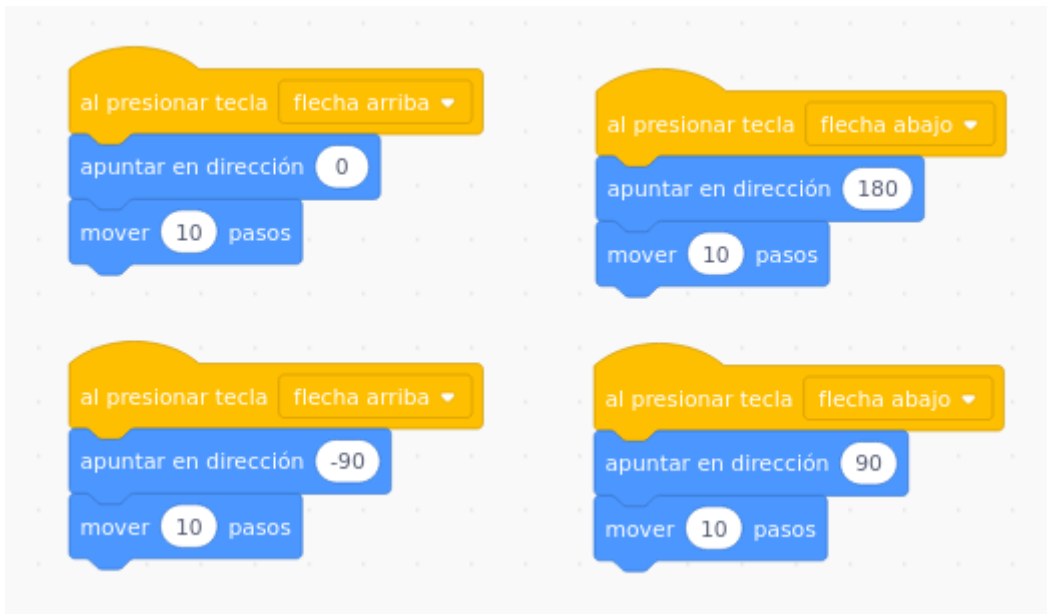 al presionar tecla flecha arriba
apuntar en dirección 0
mover 10 pasos
al presionar tecla flecha abajo
apuntar en dirección 180
mover 10 pasos
al presionar tecla flecha arriba
apuntar en dirección -90
mover 10 pasos
al presionar tecla flecha abajo
apuntar en dirección 90
mover 10 pasos